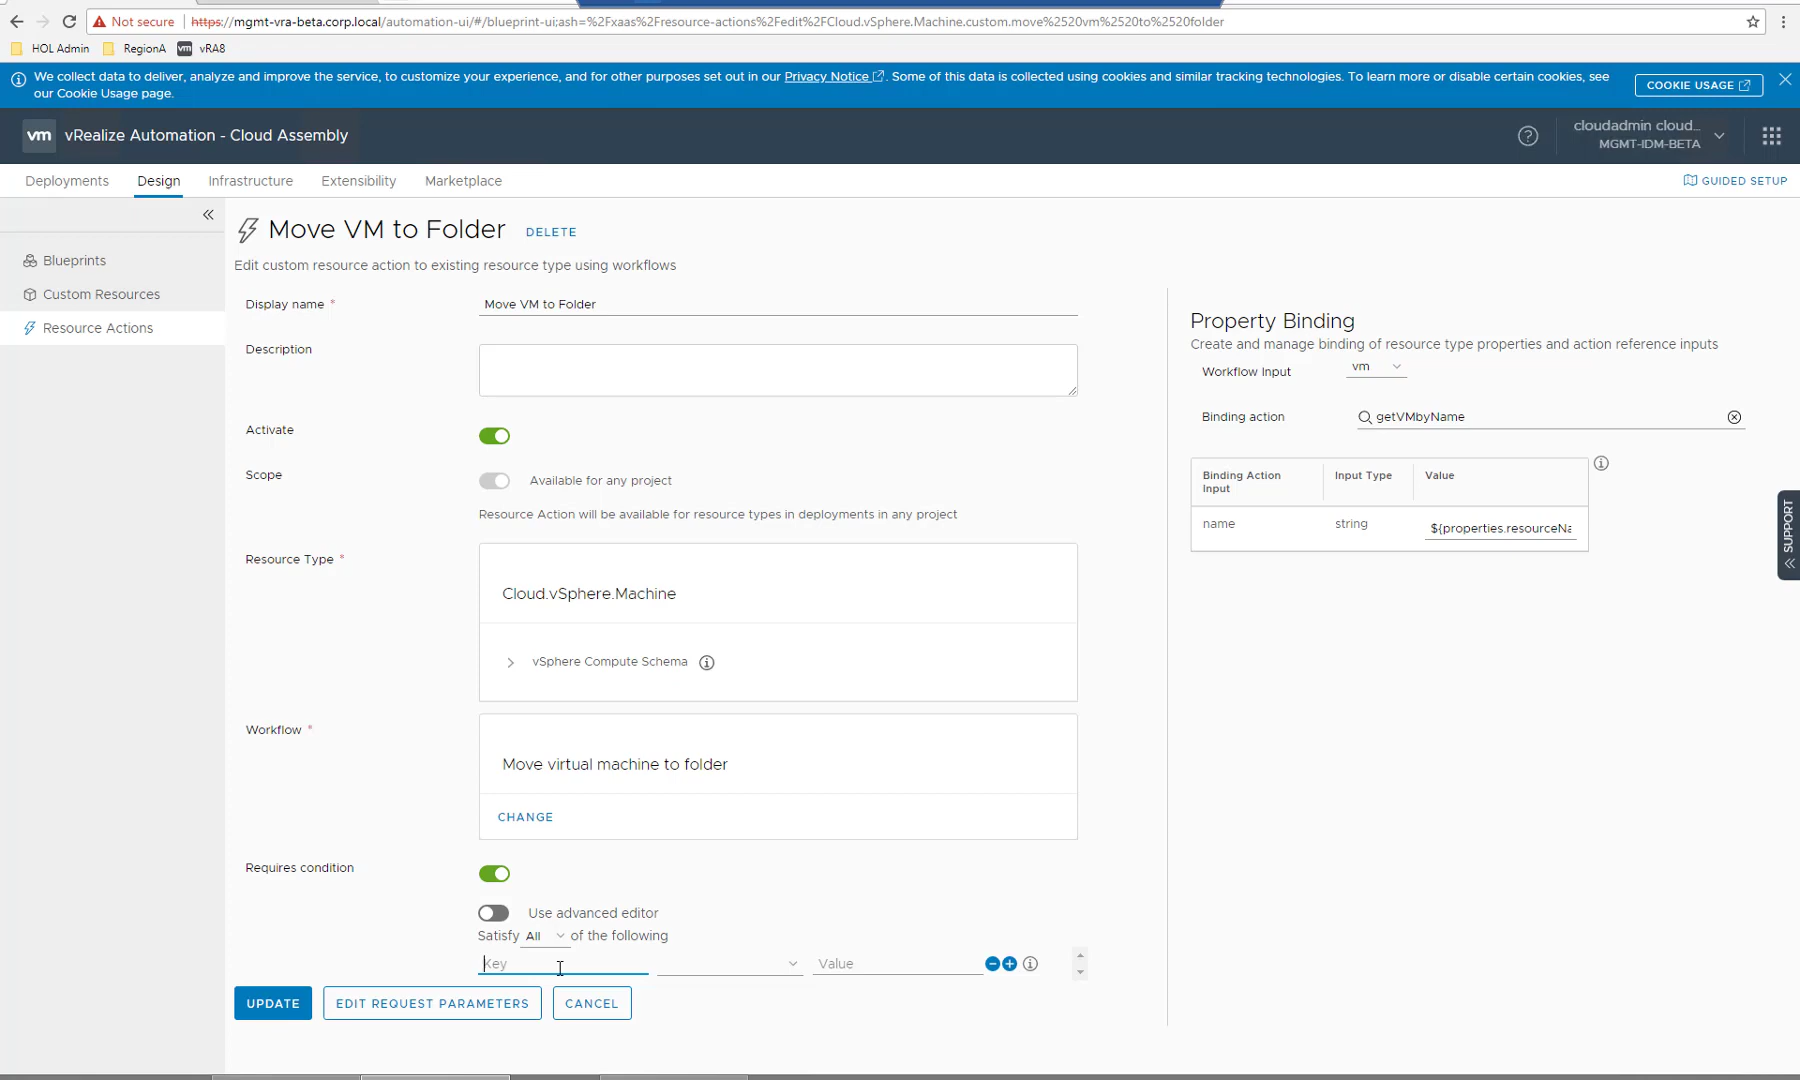 Not secure
https://mgmt-vra-beta.corp.local/automation-ui/#/blueprint-ui;ash=%2Fxaas%2Fresource-actions%2Fedit%2FCloud.vSphere.Machine.custom.move%2520vm%2520to%2520folder
HOL Admin
RegionA
vm vRA8
We collect data to deliver, analyze and improve the service, to customize your experience, and for other purposes set out in our Privacy Notice. Some of this data is collected using cookies and similar tracking technologies. To learn more or disable certain cookies, see
our Cookie Usage page.
COOKIE USAGE
vm vRealize Automation - Cloud Assembly
cloudadmin cloud...
MGMT-IDM-BETA
Deployments Design Infrastructure Extensibility Marketplace
GUIDED SETUP
Blueprints
Custom Resources
Resource Actions
Move VM to Folder DELETE
Edit custom resource action to existing resource type using workflows
Display name * Move VM to Folder
Description
Activate
Scope Available for any project
Resource Action will be available for resource types in deployments in any project
Resource Type *
Cloud.vSphere.Machine
vSphere Compute Schema
Workflow *
Move virtual machine to folder
CHANGE
Requires condition
Use advanced editor
Satisfy All of the following
Key Value
UPDATE EDIT REQUEST PARAMETERS CANCEL
Property Binding
Create and manage binding of resource type properties and action reference inputs
Workflow Input vm
Binding action getVMbyName
Binding Action Input Input Type Value
name string ${properties.resourceNa
SUPPORT